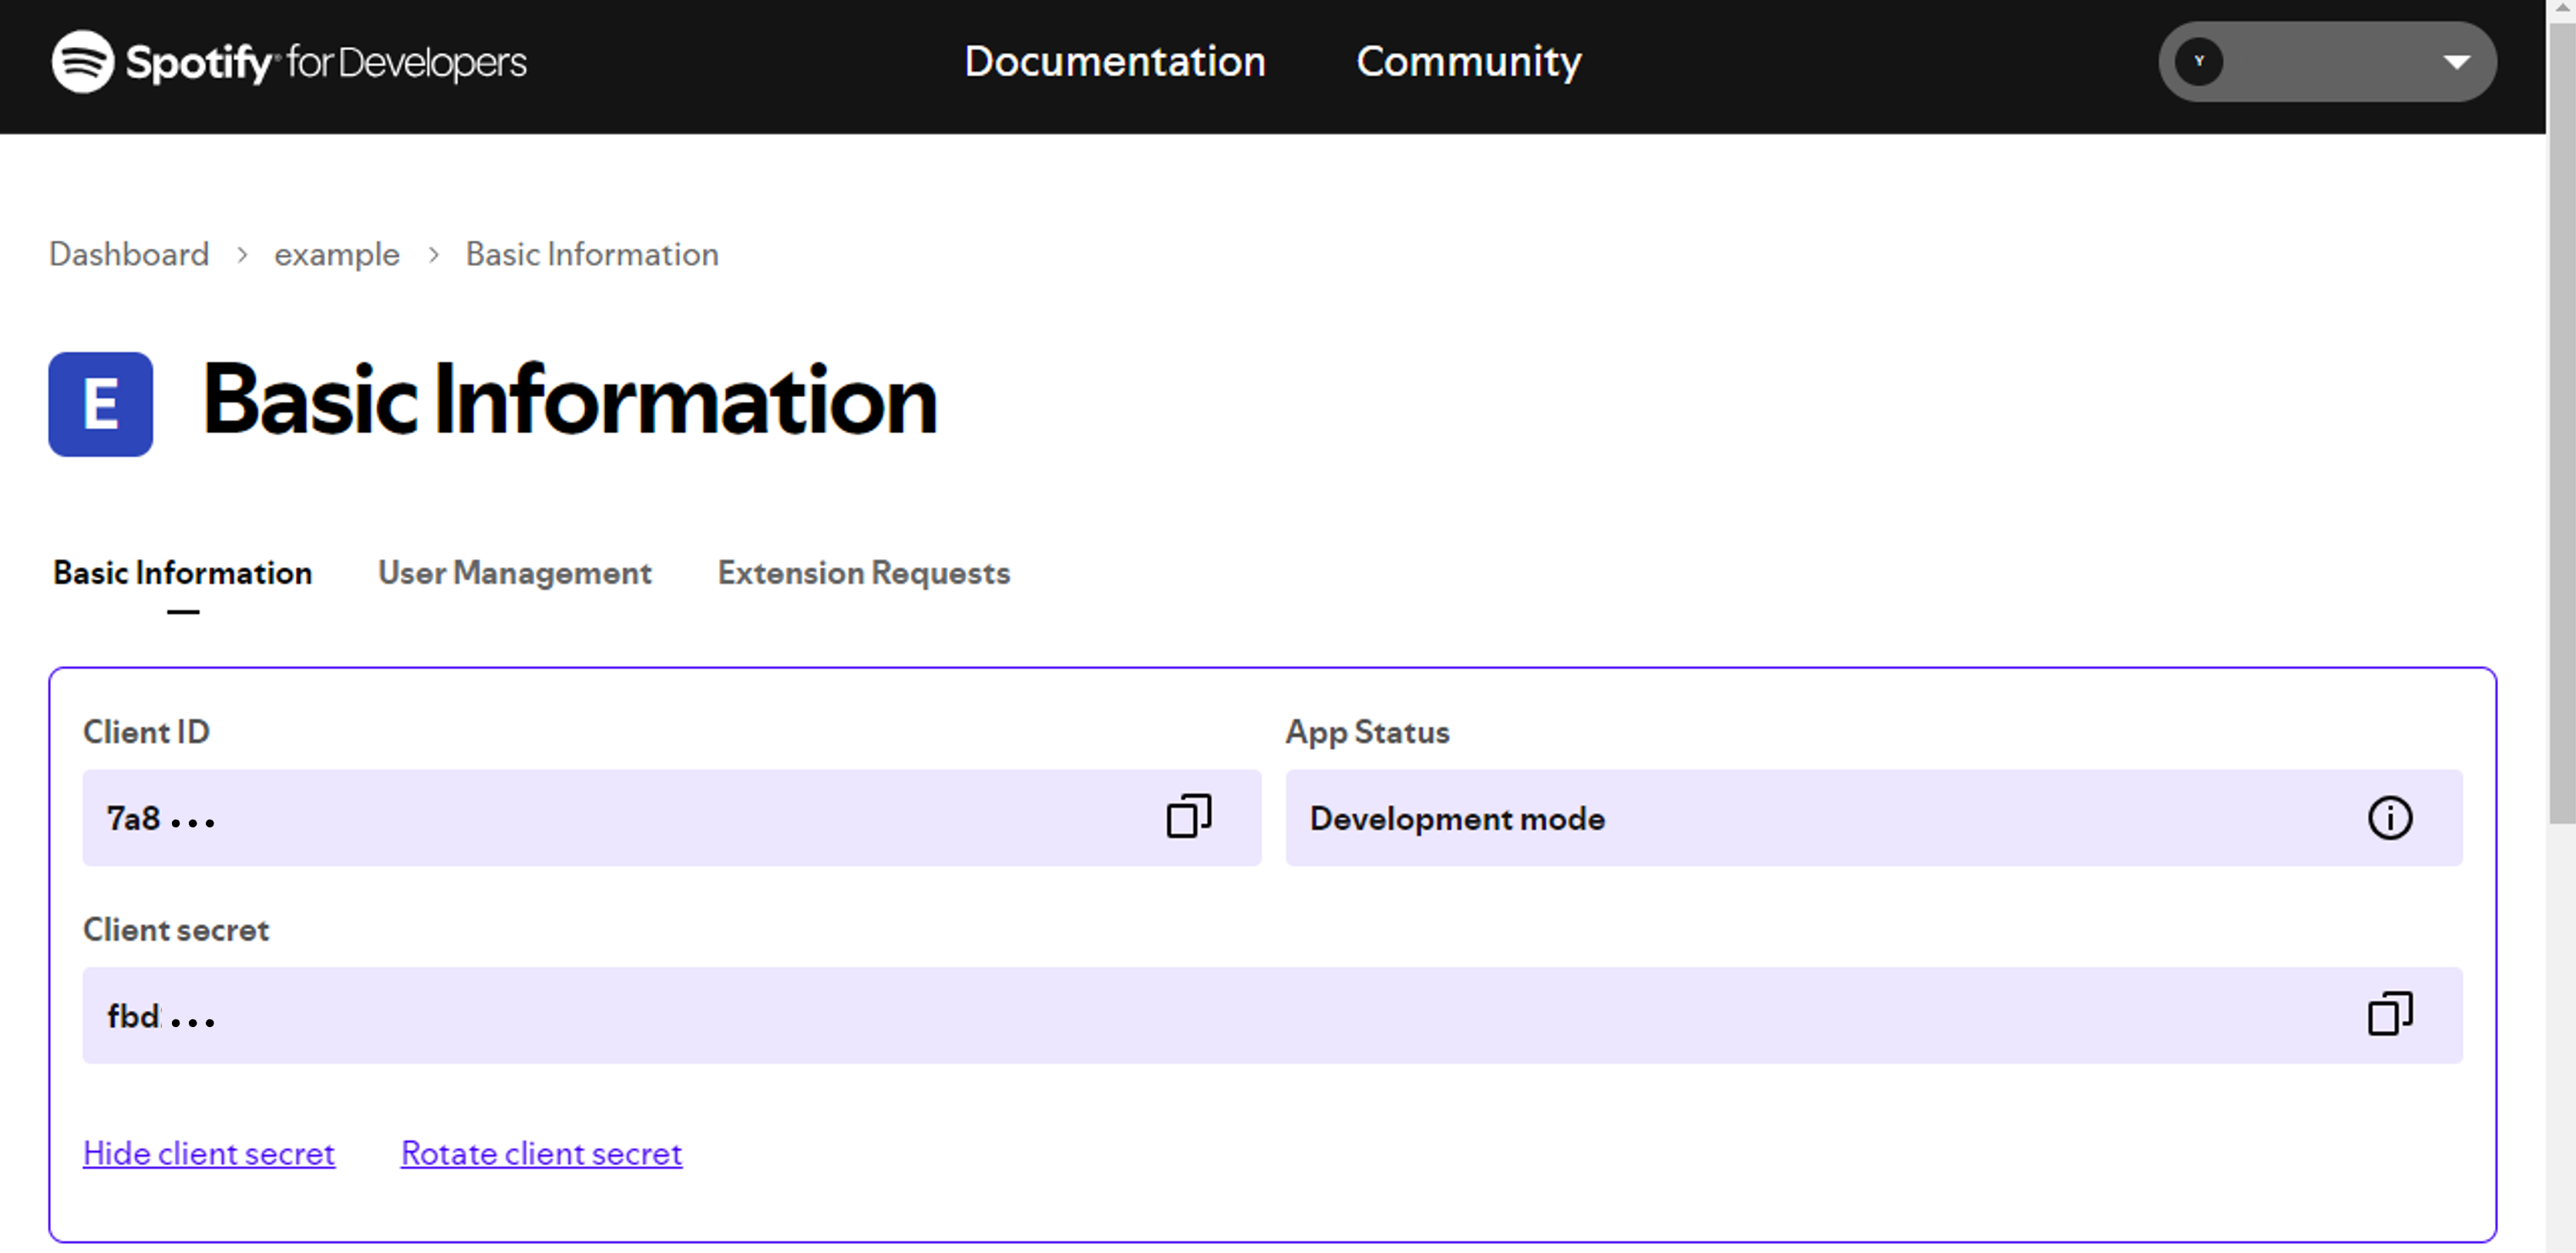 Spotify for Developers
Documentation
Community
Y
Dashboard > example > Basic Information
E
Basic Information
Basic Information
User Management
Extension Requests
Client ID
App Status
7a8 ...
Development mode
Client secret
fbd ...
Hide client secret
Rotate client secret